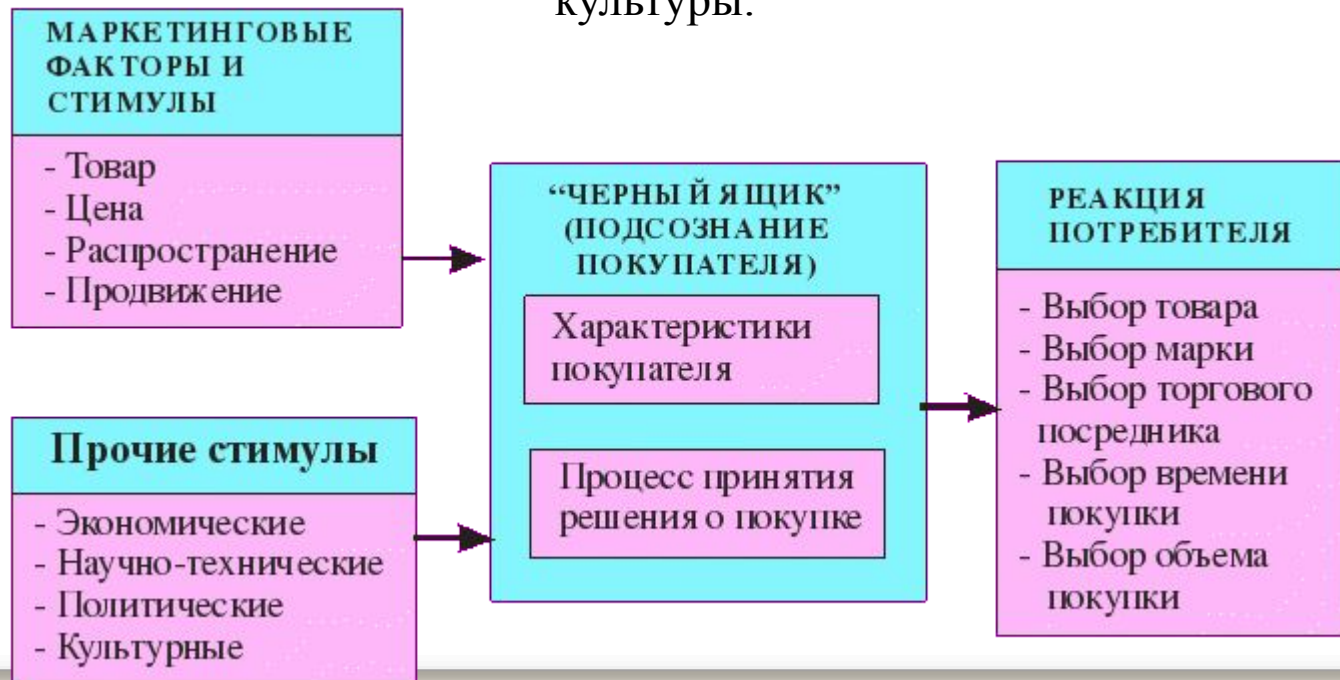 культуры.
МАРКЕТИНГОВЫЕ
ФАКТОРЫ И
СТИМУЛЫ
- Товар
- Цена
- Распространение
- Продвижение
Прочие стимулы
- Экономические
- Научно-технические
- Политические
- Культурные
“ЧЕРНЫЙ ЯЩИК”
(ПОДСОЗНАНИЕ
ПОКУПАТЕЛЯ)
Характеристики
покупателя
Процесс принятия
решения о покупке
РЕАКЦИЯ
ПОТРЕБИТЕЛЯ
- Выбор товара
- Выбор марки
- Выбор торгового
посредника
- Выбор времени
покупки
- Выбор объема
покупки